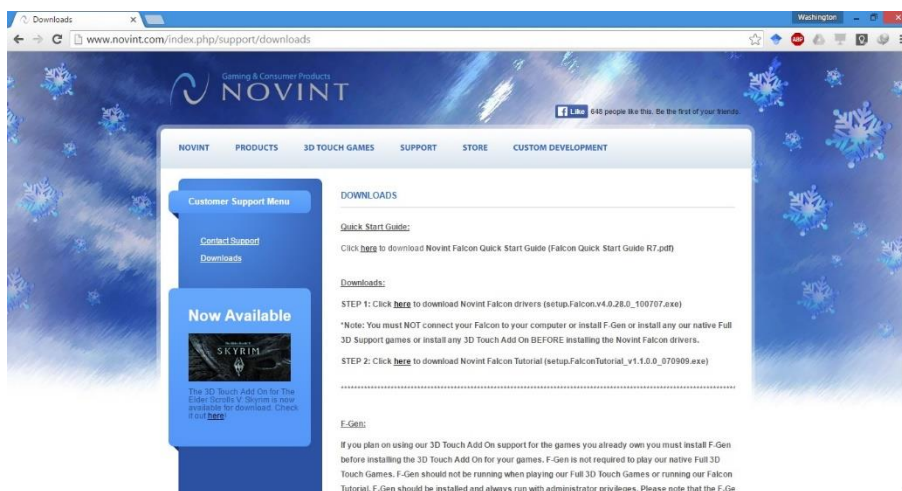 Downloads
Washington
www.novint.com/index.php/support/downloads
ABP
Gaming & Consumer Products
NOVINT
Like 648 people like this. Be the first of your friends.
NOVINT PRODUCTS 3D TOUCH GAMES SUPPORT STORE CUSTOM DEVELOPMENT
Customer Support Menu
Contact Support
Downloads
Now Available
SKYRIM
The 3D Touch Add On for The
Elder Scrolls V: Skyrim is now
available for download. Check
it out here!
DOWNLOADS
Quick Start Guide:
Click here to download Novint Falcon Quick Start Guide (Falcon Quick Start Guide R7.pdf)
Downloads:
STEP 1: Click here to download Novint Falcon drivers (setup.Falcon.v4.0.28.0_100707.exe)
*Note: You must NOT connect your Falcon to your computer or install F-Gen or install any our native Full
3D Support games or install any 3D Touch Add On BEFORE installing the Novint Falcon drivers.
STEP 2: Click here to download Novint Falcon Tutorial (setup.FalconTutorial_v1.1.0.0_070909.exe)
F-Gen:
If you plan on using our 3D Touch Add On support for the games you already own you must install F-Gen
before installing the 3D Touch Add On for your games. F-Gen is not required to play our native Full 3D
Touch Games. F-Gen should not be running when playing our Full 3D Touch Games or running our Falcon
Tutorial. F-Gen should be installed and always run with administrator privileges. Please note that the F-Ge